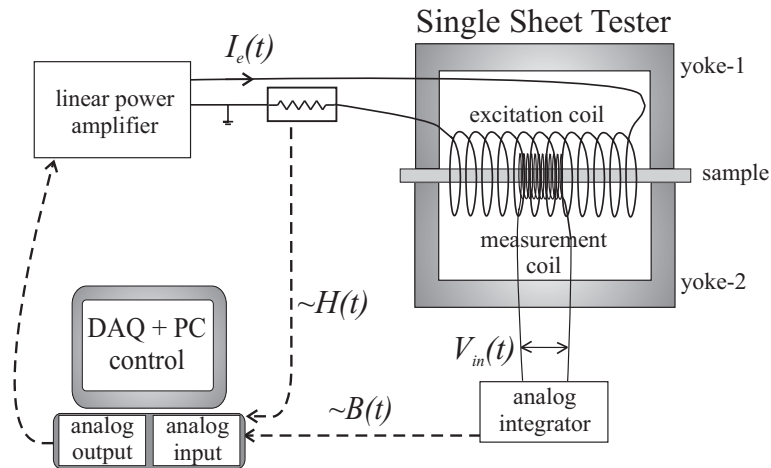 Single Sheet Tester
I_e(t)
yoke-1
linear power
amplifier
excitation coil
sample
measurement
coil
yoke-2
~H(t)
DAQ + PC
control
V_in(t)
~B(t)
analog
integrator
analog
output
analog
input